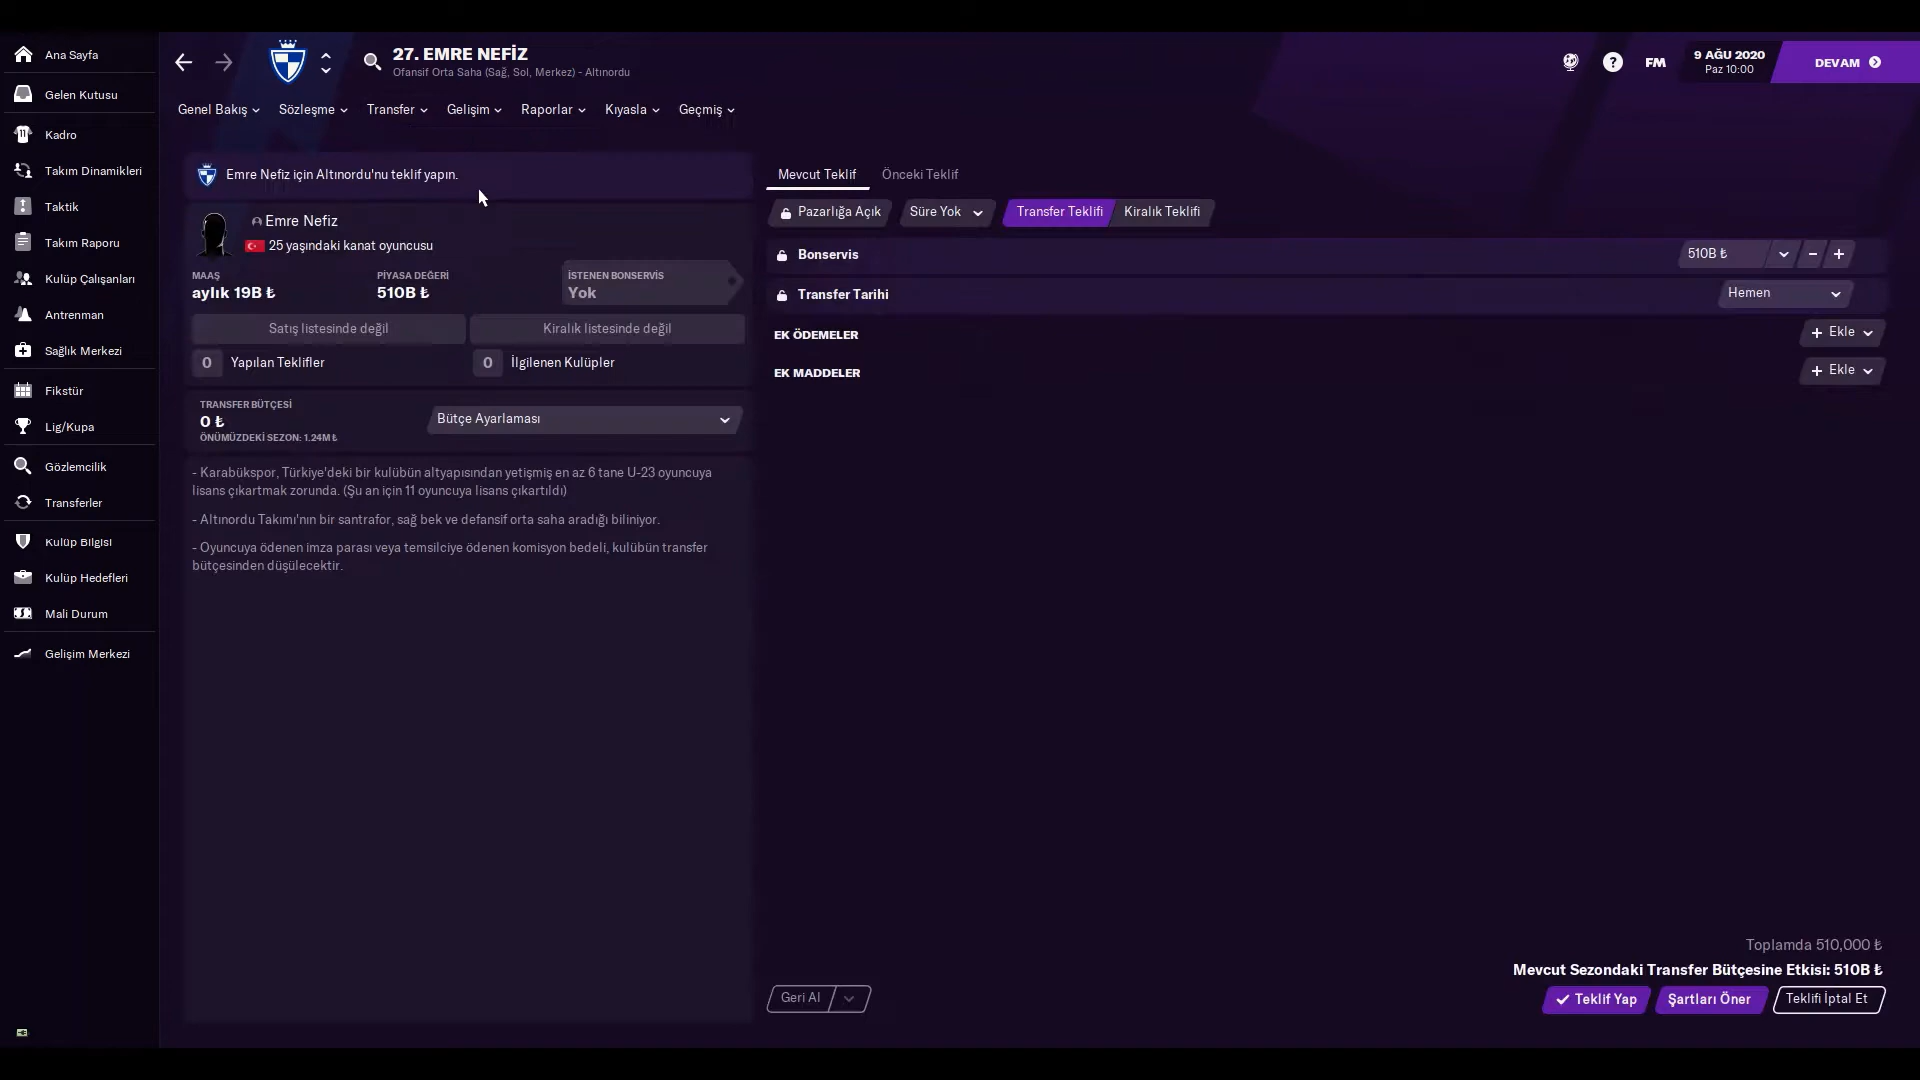 Ana Sayfa
Gelen Kutusu
Kadro
Takım Dinamikleri
Taktik
Takım Raporu
Kulüp Çalışanları
Antrenman
Sağlık Merkezi
Fikstür
Lig/Kupa
Gözlemcilik
Transferler
Kulüp Bilgisi
Kulüp Hedefleri
Mali Durum
Gelişim Merkezi
27. EMRE NEFİZ
Ofansif Orta Saha (Sağ, Sol, Merkez) - Altınordu
FM
9 AĞU 2020
Paz 10:00
DEVAM
Genel Bakış Sözleşme Transfer Gelişim Raporlar Kıyasla Geçmiş
Emre Nefiz için Altınordu'nu teklif yapın.
Emre Nefiz
25 yaşındaki kanat oyuncusu
MAAŞ PİYASA DEĞERİ İSTENEN BONSERVİS
aylık 19B ₺ 510B ₺ Yok
Satış listesinde değil Kiralık listesinde değil
0 Yapılan Teklifler 0 İlgilenen Kulüpler
TRANSFER BÜTÇESİ
0 ₺
ÖNÜMÜZDEKİ SEZON: 1.24M ₺
Bütçe Ayarlaması
- Karabükspor, Türkiye'deki bir kulübün altyapısından yetişmiş en az 6 tane U-23 oyuncuya
lisans çıkartmak zorunda. (Şu an için 11 oyuncuya lisans çıkartıldı)
- Altınordu Takımı'nın bir santrafor, sağ bek ve defansif orta saha aradığı biliniyor.
- Oyuncuya ödenen imza parası veya temsilciye ödenen komisyon bedeli, kulübün transfer
bütçesinden düşülecektir.
Mevcut Teklif Önceki Teklif
Pazarlığa Açık Süre Yok Transfer Teklifi Kiralık Teklifi
Bonservis 510B ₺
Transfer Tarihi Hemen
EK ÖDEMELER + Ekle
EK MADDELER + Ekle
Toplamda 510,000 ₺
Mevcut Sezondaki Transfer Bütçesine Etkisi: 510B ₺
Geri Al Teklif Yap Şartları Öner Teklifi İptal Et